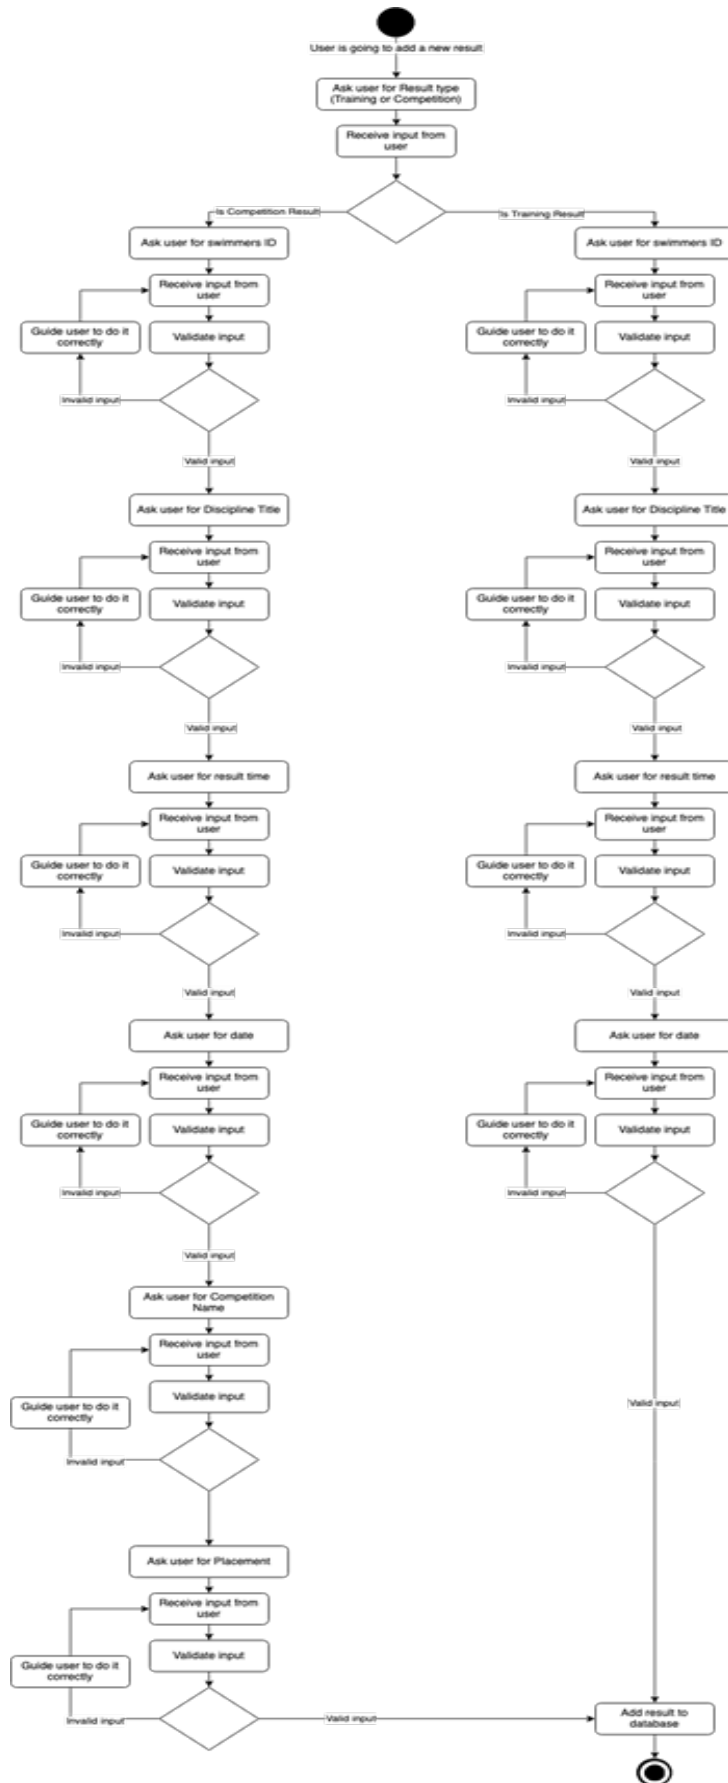 User is going to add a new result
Ask user for Result type
(Training or Competition)
Receive input from
user
Is Competition Result
Is Training Result
Ask user for swimmers ID
Ask user for swimmers ID
Receive input from
user
Receive input from
user
Guide user to do it
correctly
Validate input
Guide user to do it
correctly
Validate input
Invalid input
Invalid input
Valid input
Valid input
Ask user for Discipline Title
Ask user for Discipline Title
Receive input from
user
Receive input from
user
Guide user to do it
correctly
Validate input
Guide user to do it
correctly
Validate input
Invalid input
Invalid input
Valid input
Valid input
Ask user for result time
Ask user for result time
Receive input from
user
Receive input from
user
Guide user to do it
correctly
Validate input
Guide user to do it
correctly
Validate input
Invalid input
Invalid input
Valid input
Valid input
Ask user for date
Ask user for date
Receive input from
user
Receive input from
user
Guide user to do it
correctly
Validate input
Guide user to do it
correctly
Validate input
Invalid input
Invalid input
Valid input
Ask user for Competition
Name
Receive input from
user
Validate input
Guide user to do it
correctly
Valid input
Invalid input
Ask user for Placement
Receive input from
user
Validate input
Guide user to do it
correctly
Invalid input
Valid input
Add result to
database